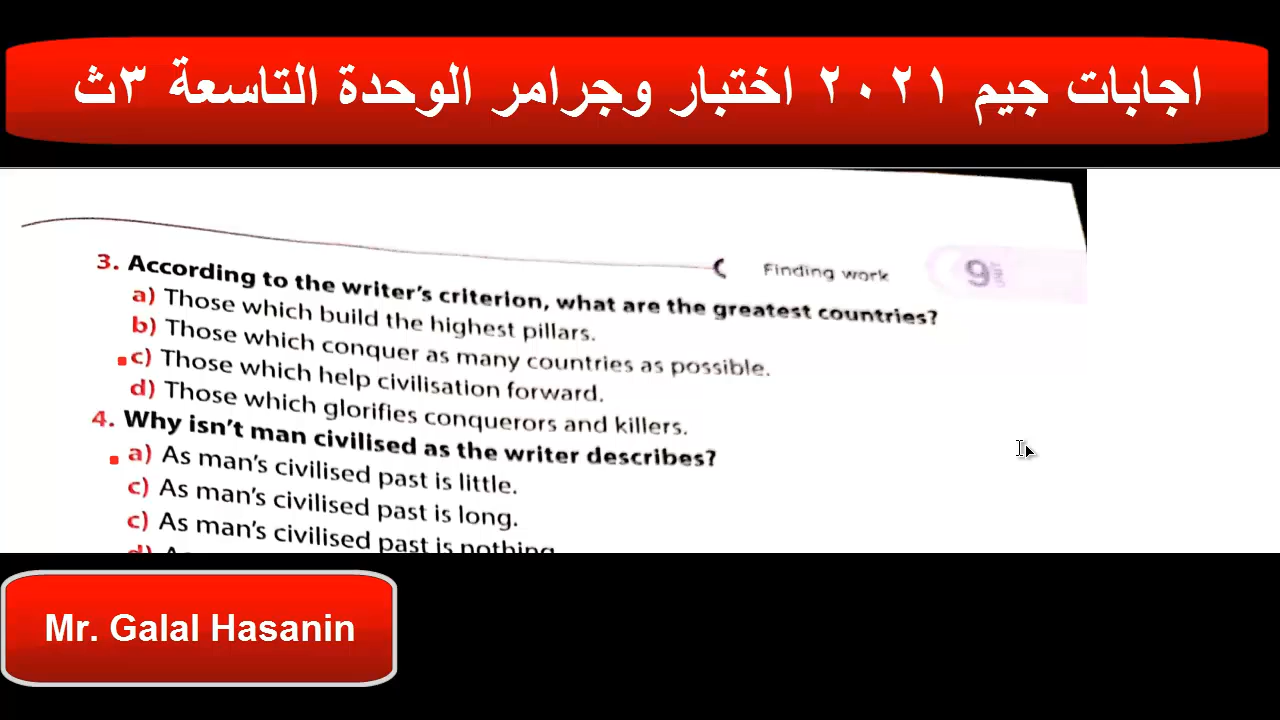 اجابات جيم ٢٠٢١ اختبار وجرامر الوحدة التاسعة ٣ث
Finding work 9
3. According to the writer's criterion, what are the greatest countries?
a) Those which build the highest pillars.
b) Those which conquer as many countries as possible.
c) Those which help civilisation forward.
d) Those which glorifies conquerors and killers.
4. Why isn't man civilised as the writer describes?
a) As man's civilised past is little.
c) As man's civilised past is long.
c) As man's civilised past is nothing
d)
Mr. Galal Hasanin